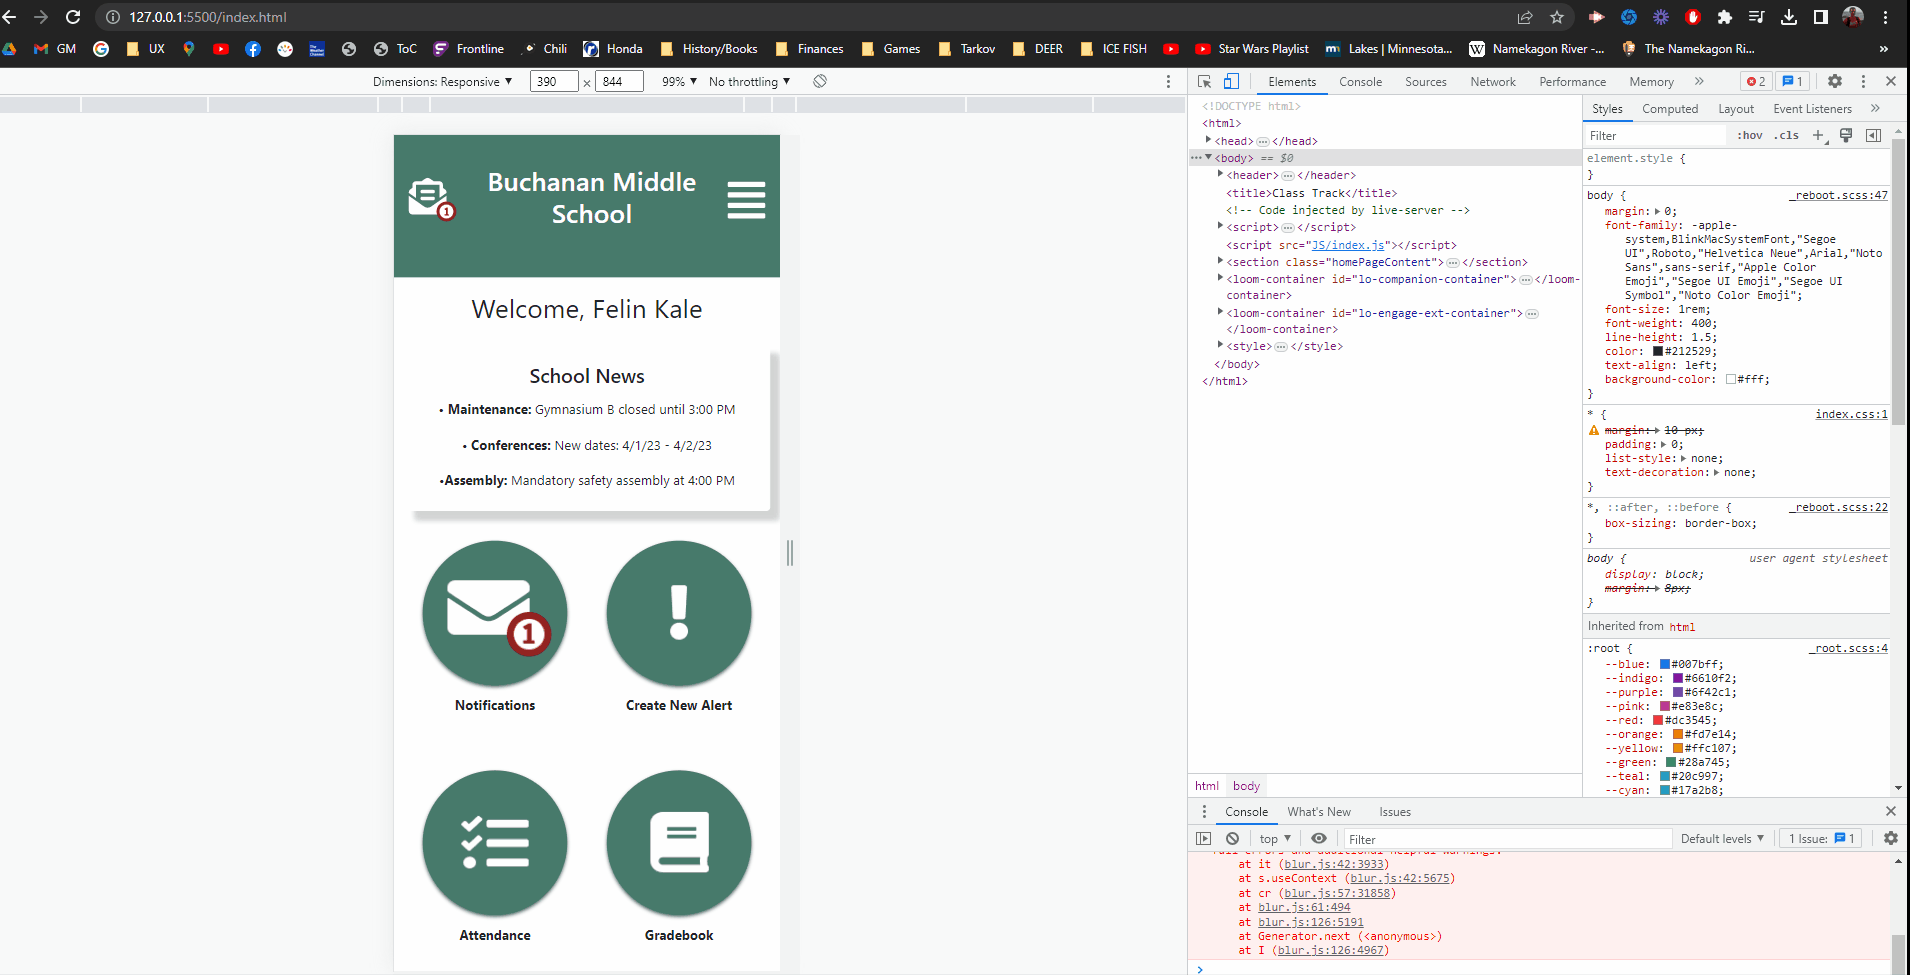 127.0.0.1:5500/index.html
GM
UX
ToC
Frontline
Chili
Honda
History/Books
Finances
Games
Tarkov
DEER
ICE FISH
Star Wars Playlist
Lakes | Minnesota...
Namekagon River -...
The Namekagon Ri...
»
Dimensions: Responsive ▼
390 × 844
99% ▼
No throttling ▼
Elements
Console
Sources
Network
Performance
Memory
»
2
1
Buchanan Middle
School
1
Welcome, Felin Kale
School News
• Maintenance: Gymnasium B closed until 3:00 PM
• Conferences: New dates: 4/1/23 - 4/2/23
•Assembly: Mandatory safety assembly at 4:00 PM
1
Notifications
Create New Alert
Attendance
Gradebook
<!DOCTYPE html>
<html>
<head>…</head>
<body> == $0
<header>…</header>
<title>Class Track</title>
<!-- Code injected by live-server -->
<script>…</script>
<script src="JS/index.js"></script>
<section class="homePageContent">…</section>
<loom-container id="lo-companion-container">…</loom-
container>
<loom-container id="lo-engage-ext-container">…
</loom-container>
<style>…</style>
</body>
</html>
html
body
Styles
Computed
Layout
Event Listeners
»
Filter
:hov
.cls
element.style {
}
body {
_reboot.scss:47
margin: 0;
font-family: -apple-
system,BlinkMacSystemFont,"Segoe
UI",Roboto,"Helvetica Neue",Arial,"Noto
Sans",sans-serif,"Apple Color
Emoji","Segoe UI Emoji","Segoe UI
Symbol","Noto Color Emoji";
font-size: 1rem;
font-weight: 400;
line-height: 1.5;
color: #212529;
text-align: left;
background-color: #fff;
}
* {
index.css:1
margin: 10 px;
padding: 0;
list-style: none;
text-decoration: none;
}
*, ::after, ::before {
_reboot.scss:22
box-sizing: border-box;
}
body {
user agent stylesheet
display: block;
margin: 8px;
}
Inherited from html
:root {
_root.scss:4
--blue: #007bff;
--indigo: #6610f2;
--purple: #6f42c1;
--pink: #e83e8c;
--red: #dc3545;
--orange: #fd7e14;
--yellow: #ffc107;
--green: #28a745;
--teal: #20c997;
--cyan: #17a2b8;
Console
What's New
Issues
top ▼
Filter
Default levels ▼
1 Issue: 1
full errors and additional helpful warnings.
at it (blur.js:42:3933)
at s.useContext (blur.js:42:5675)
at cr (blur.js:57:31858)
at blur.js:61:494
at blur.js:126:5191
at Generator.next (<anonymous>)
at I (blur.js:126:4967)
>